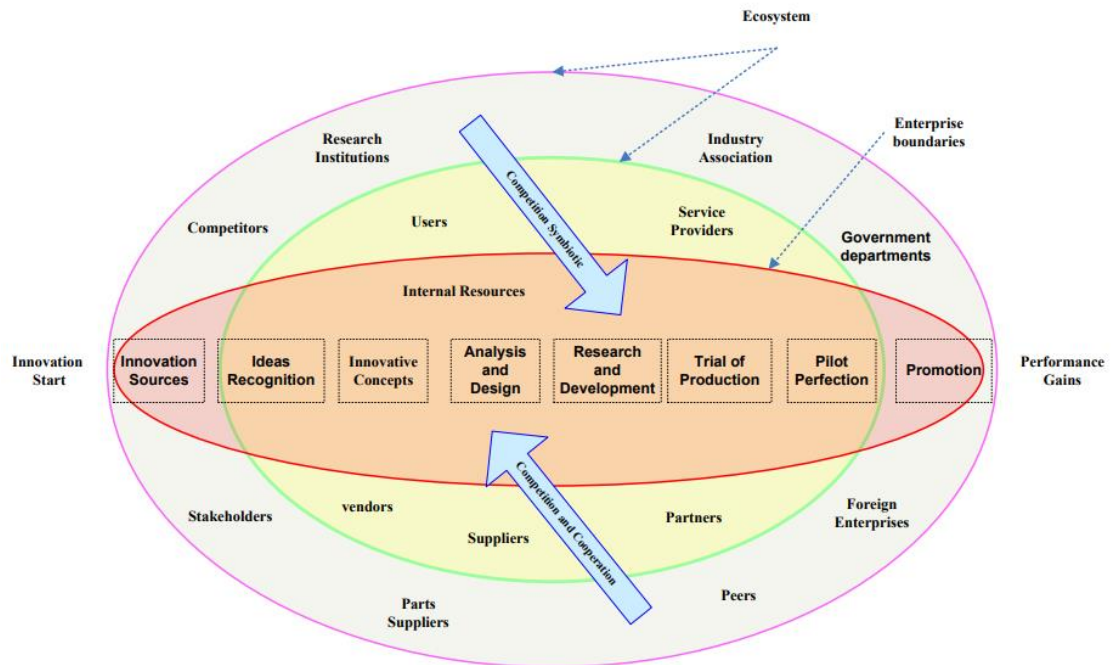 Ecosystem
Enterprise
boundaries
Research
Institutions
Industry
Association
Competition Symbiotic
Competitors
Users
Service
Providers
Government
departments
Internal Resources
Innovation
Start
Innovation
Sources
Ideas
Recognition
Innovative
Concepts
Analysis
and
Design
Research
and
Development
Trial of
Production
Pilot
Perfection
Promotion
Performance
Gains
Competition and Cooperation
Stakeholders
vendors
Suppliers
Partners
Foreign
Enterprises
Parts
Suppliers
Peers